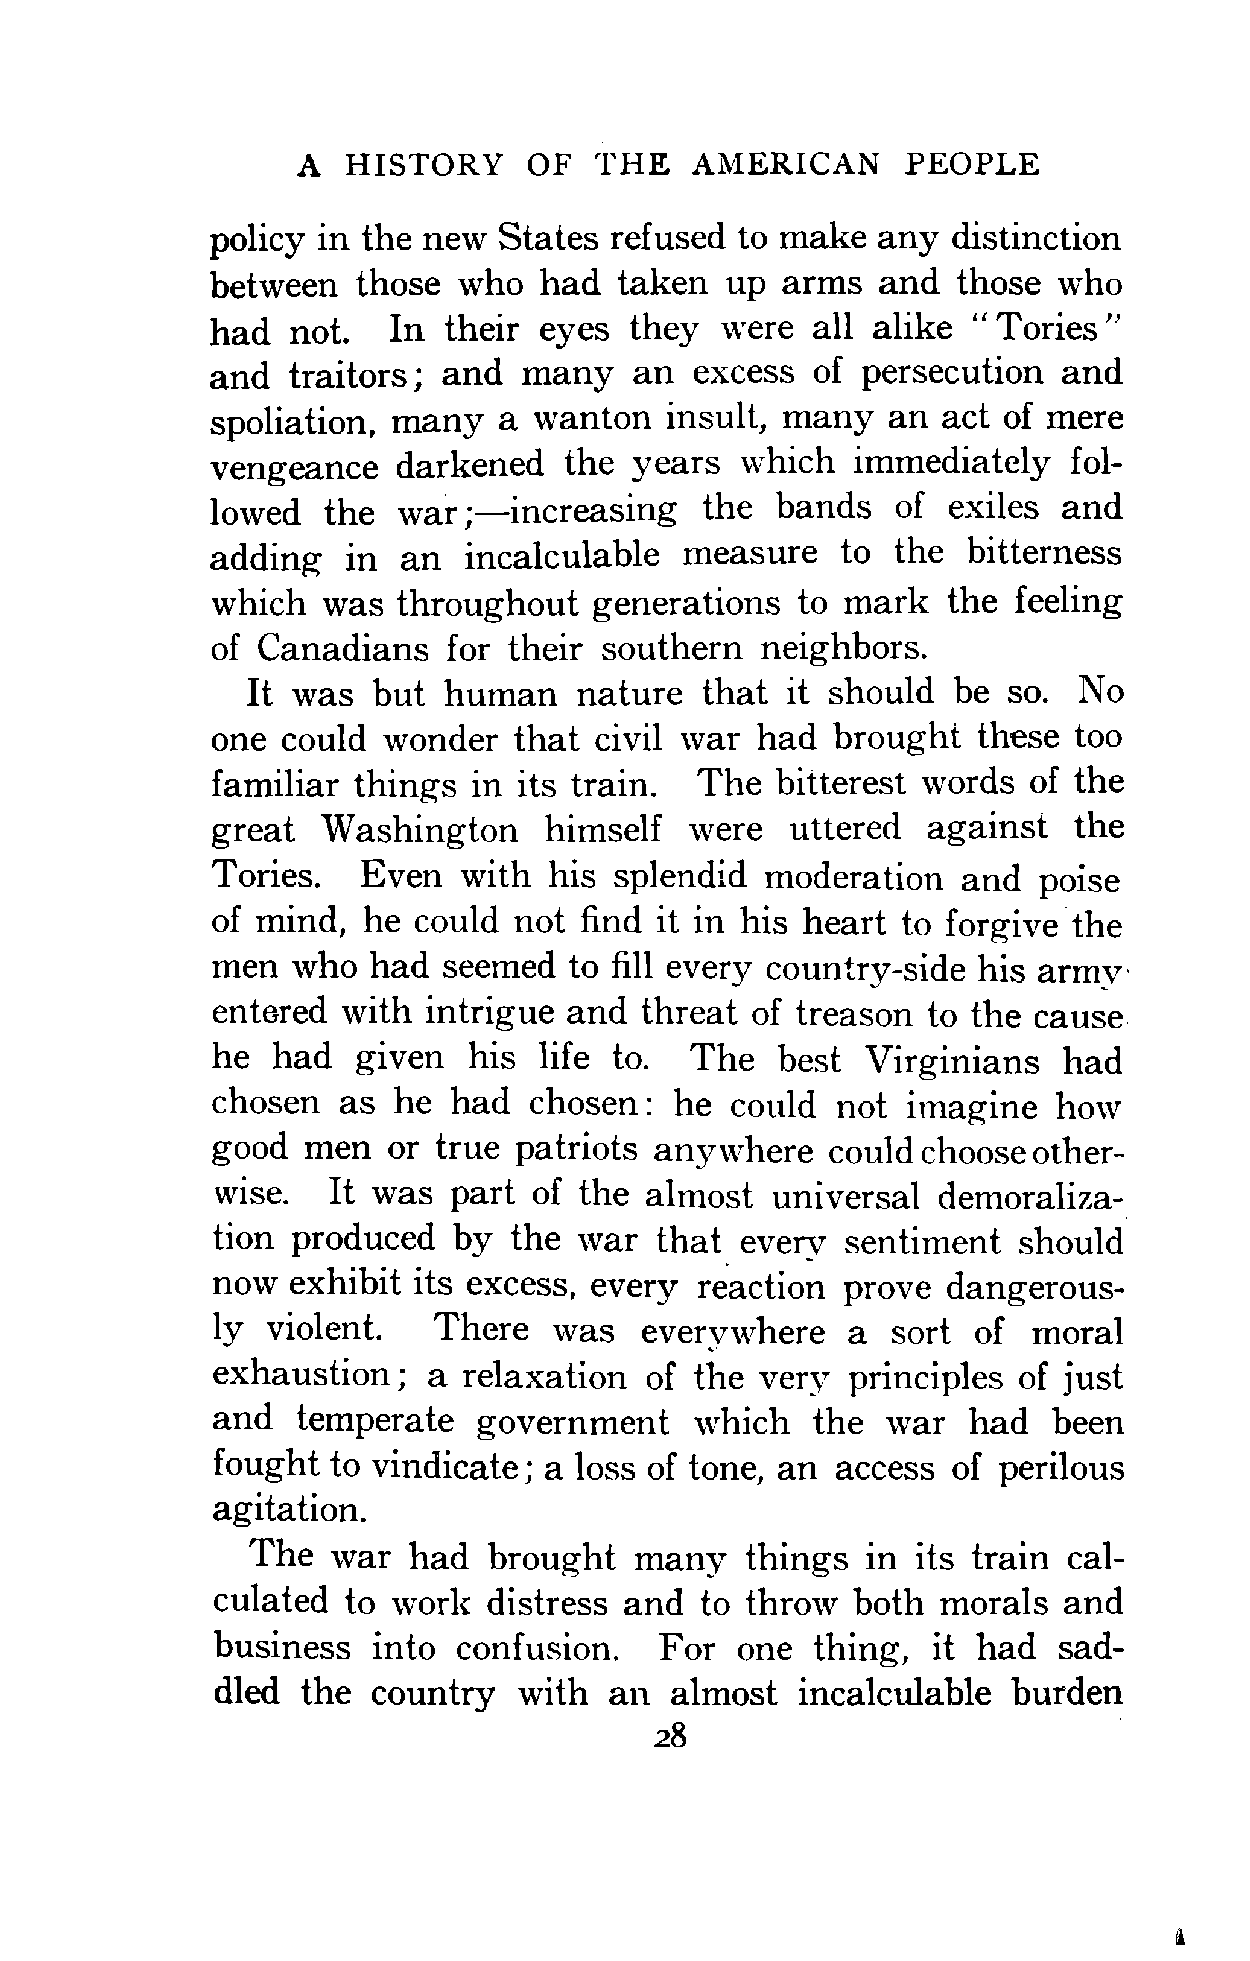 A HISTORY OF THE AMERICAN PEOPLE
policy in the new States refused to make any distinction
between those who had taken up arms and those who
had not. In their eyes they were all alike "Tories"
and traitors; and many an excess of persecution and
spoliation, many a wanton insult, many an act of mere
vengeance darkened the years which immediately fol-
lowed the war;—increasing the bands of exiles and
adding in an incalculable measure to the bitterness
which was throughout generations to mark the feeling
of Canadians for their southern neighbors.
It was but human nature that it should be so. No
one could wonder that civil war had brought these too
familiar things in its train. The bitterest words of the
great Washington himself were uttered against the
Tories. Even with his splendid moderation and poise
of mind, he could not find it in his heart to forgive the
men who had seemed to fill every country-side his army
entered with intrigue and threat of treason to the cause
he had given his life to. The best Virginians had
chosen as he had chosen: he could not imagine how
good men or true patriots anywhere could choose other-
wise. It was part of the almost universal demoraliza-
tion produced by the war that every sentiment should
now exhibit its excess, every reaction prove dangerous-
ly violent. There was everywhere a sort of moral
exhaustion; a relaxation of the very principles of just
and temperate government which the war had been
fought to vindicate; a loss of tone, an access of perilous
agitation.
The war had brought many things in its train cal-
culated to work distress and to throw both morals and
business into confusion. For one thing, it had sad-
dled the country with an almost incalculable burden
28